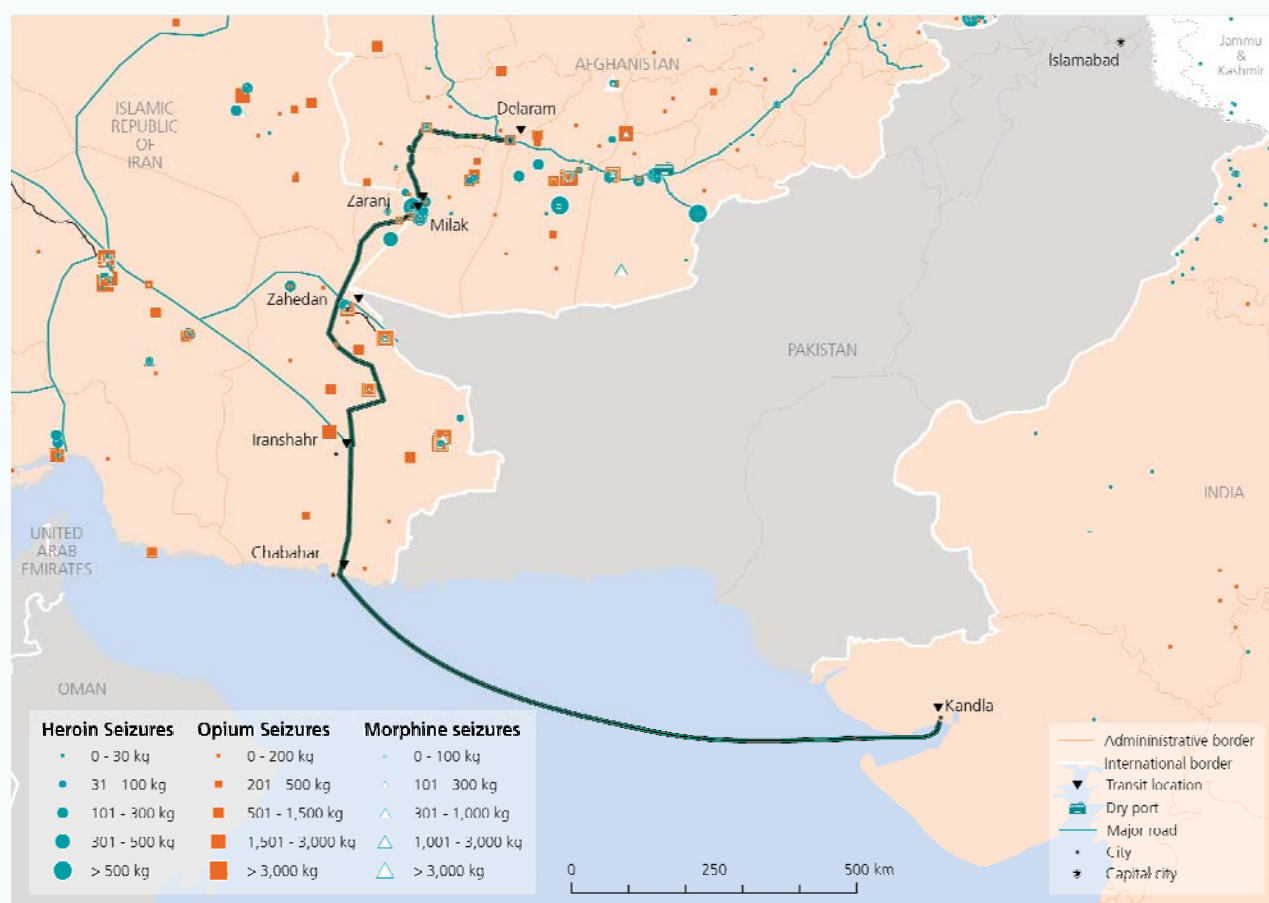 Islamabad
Jammu
&
Kashmir
AFGHANISTAN
ISLAMIC
REPUBLIC
OF
IRAN
Delaram
Zaranj
Milak
Zahedan
PAKISTAN
Iranshahr
INDIA
UNITED
ARAB
EMIRATES
Chabahar
OMAN
Kandla
Heroin Seizures
0 - 30 kg
31 100 kg
101 - 300 kg
301 - 500 kg
> 500 kg
Opium Seizures
0 - 200 kg
201 500 kg
501 - 1,500 kg
1,501 - 3,000 kg
> 3,000 kg
Morphine seizures
0 - 100 kg
101 300 kg
301 - 1,000 kg
1,001 - 3,000 kg
> 3,000 kg
0 250 500 km
Admininistrative border
International border
Transit location
Dry port
Major road
City
Capital city